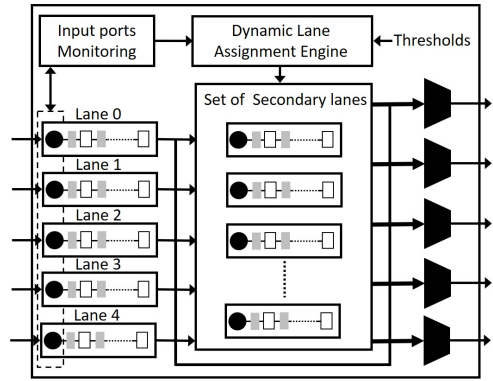 Input ports
Monitoring
Dynamic Lane
Assignment Engine
Thresholds
Set of Secondary lanes
Lane 0
Lane 1
Lane 2
Lane 3
Lane 4